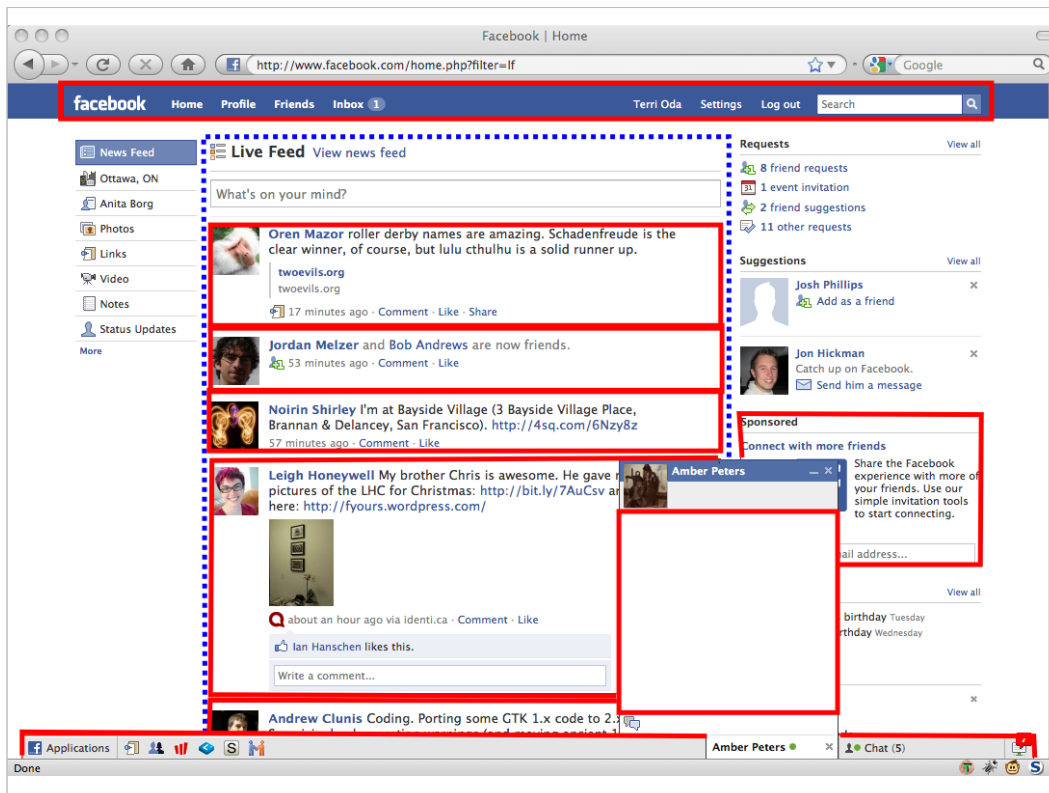 Facebook | Home
http://www.facebook.com/home.php?filter=lf
Google
facebook Home Profile Friends Inbox 1 Terri Oda Settings Log out Search
News Feed
Ottawa, ON
Anita Borg
Photos
Links
Video
Notes
Status Updates
More
Live Feed View news feed
What's on your mind?
Oren Mazor roller derby names are amazing. Schadenfreude is the
clear winner, of course, but lulu cthulhu is a solid runner up.
twoevils.org
twoevils.org
17 minutes ago · Comment · Like · Share
Jordan Melzer and Bob Andrews are now friends.
53 minutes ago · Comment · Like
Noirin Shirley I'm at Bayside Village (3 Bayside Village Place,
Brannan & Delancey, San Francisco). http://4sq.com/6Nzy8z
57 minutes ago · Comment · Like
Leigh Honeywell My brother Chris is awesome. He gave
pictures of the LHC for Christmas: http://bit.ly/7AuCsv
here: http://fyours.wordpress.com/
about an hour ago via identi.ca · Comment · Like
Ian Hanschen likes this.
Write a comment...
Andrew Clunis Coding. Porting some GTK 1.x code to 2.
Requests View all
8 friend requests
31
1 event invitation
2 friend suggestions
11 other requests
Suggestions View all
Josh Phillips
Add as a friend
Jon Hickman
Catch up on Facebook.
Send him a message
Sponsored
Connect with more friends
Share the Facebook
experience with more of
your friends. Use our
simple invitation tools
to start connecting.
address...
View all
birthday Tuesday
Wednesday
Amber Peters
Applications S Amber Peters Chat (5)
Done S